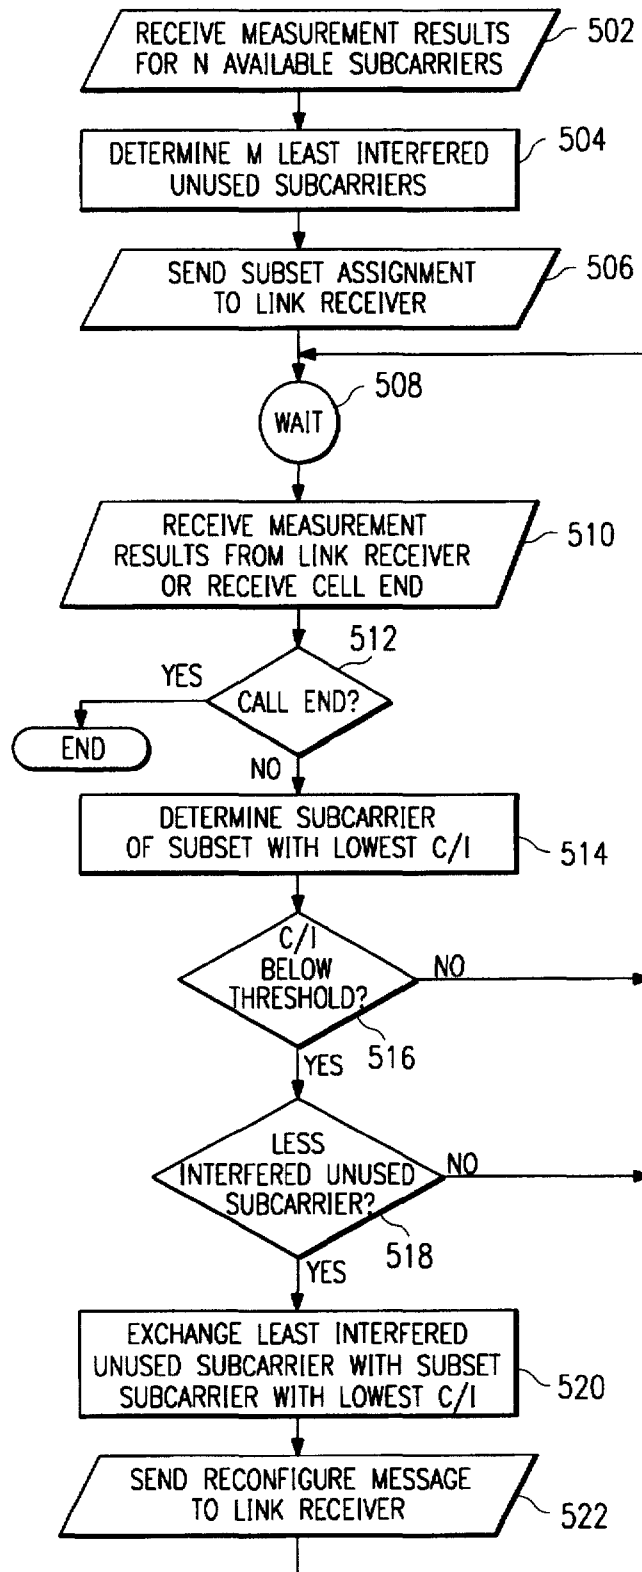 RECEIVE MEASUREMENT RESULTS
FOR N AVAILABLE SUBCARRIERS
502
DETERMINE M LEAST INTERFERED
UNUSED SUBCARRIERS
504
SEND SUBSET ASSIGNMENT
TO LINK RECEIVER
506
WAIT
508
RECEIVE MEASUREMENT
RESULTS FROM LINK RECEIVER
OR RECEIVE CELL END
510
512
YES
CALL END?
END
NO
DETERMINE SUBCARRIER
OF SUBSET WITH LOWEST C/I
514
C/I
BELOW
THRESHOLD?
NO
516
YES
LESS
INTERFERED UNUSED
SUBCARRIER?
NO
518
YES
EXCHANGE LEAST INTERFERED
UNUSED SUBCARRIER WITH SUBSET
SUBCARRIER WITH LOWEST C/I
520
SEND RECONFIGURE MESSAGE
TO LINK RECEIVER
522